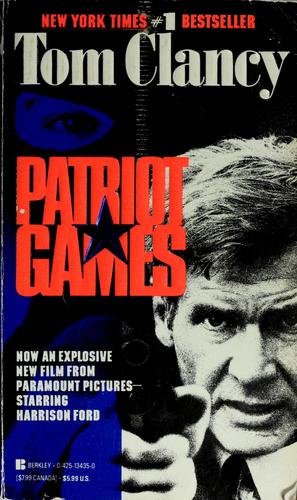 NEW YORK TIMES #1 BESTSELLER
Tom Clancy
PATRIOT
GAMES
NOW AN EXPLOSIVE
NEW FILM FROM
PARAMOUNT PICTURES—
STARRING
HARRISON FORD
B BERKLEY • 0-425-13435-0
[$7.99 CANADA] • $5.99 U.S.